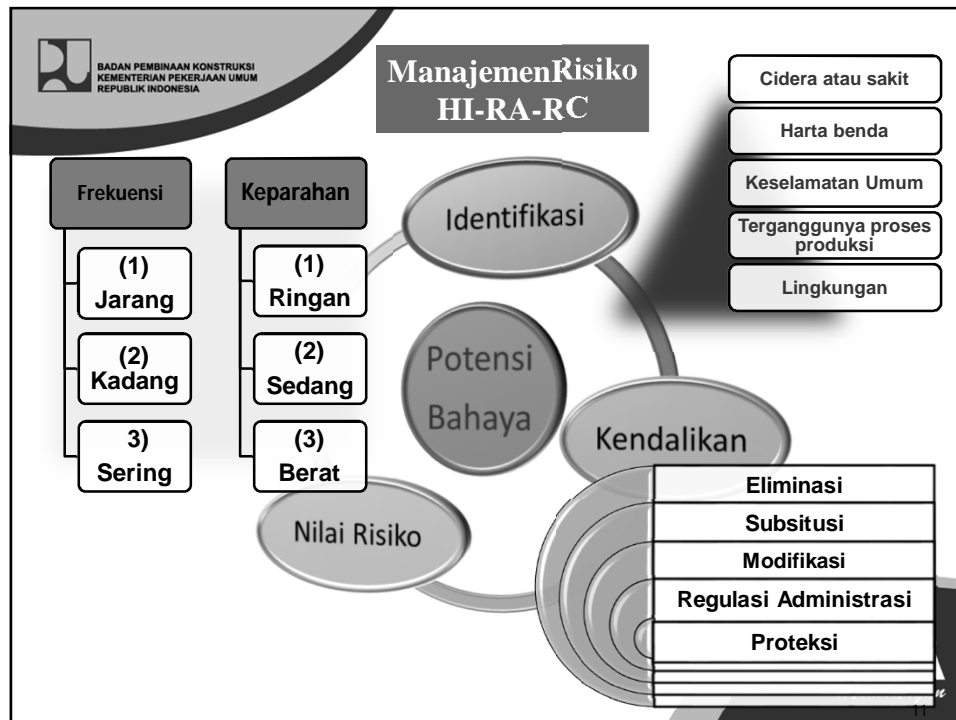 BADAN PEMBINAAN KONSTRUKSI
KEMENTERIAN PEKERJAAN UMUM
REPUBLIK INDONESIA
ManajemenRisiko
HI-RA-RC
Cidera atau sakit
Harta benda
Keselamatan Umum
Terganggunya proses
produksi
Lingkungan
Frekuensi
(1)
Jarang
(2)
Kadang
3)
Sering
Keparahan
(1)
Ringan
(2)
Sedang
(3)
Berat
Identifikasi
Potensi
Bahaya
Kendalikan
Nilai Risiko
Eliminasi
Subsitusi
Modifikasi
Regulasi Administrasi
Proteksi
11